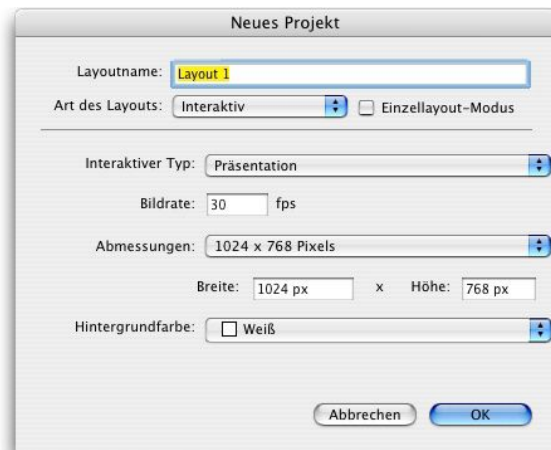 Neues Projekt
Layoutname: Layout 1
Art des Layouts: Interaktiv Einzellayout-Modus
Interaktiver Typ: Präsentation
Bildrate: 30 fps
Abmessungen: 1024 x 768 Pixels
Breite: 1024 px x Höhe: 768 px
Hintergrundfarbe: Weiß
Abbrechen OK